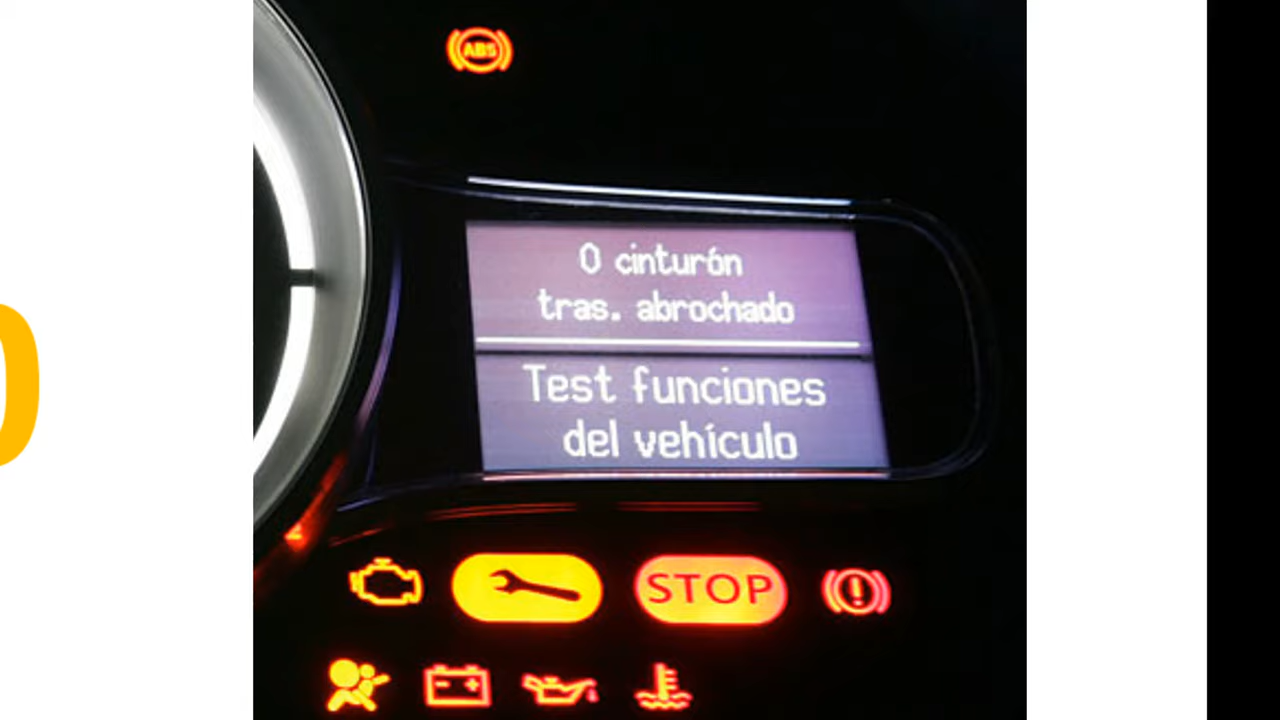 ABS
0 cinturón
tras. abrochado
Test funciones
del vehículo
STOP